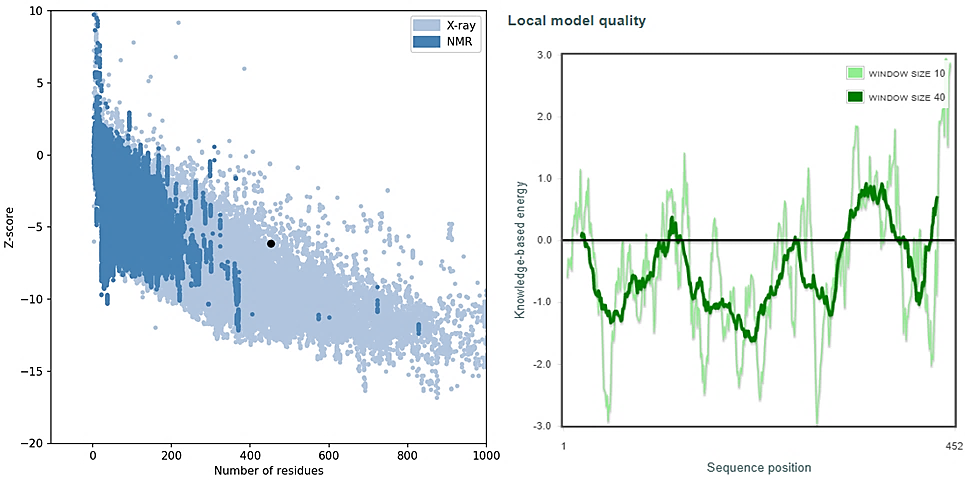 10
5
0
−5
−10
−15
−20
Z-score
0
200
400
600
800
1000
Number of residues
X-ray
NMR
Local model quality
3.0
2.0
1.0
0.0
-1.0
-2.0
-3.0
Knowledge-based energy
WINDOW SIZE 10
WINDOW SIZE 40
1
452
Sequence position